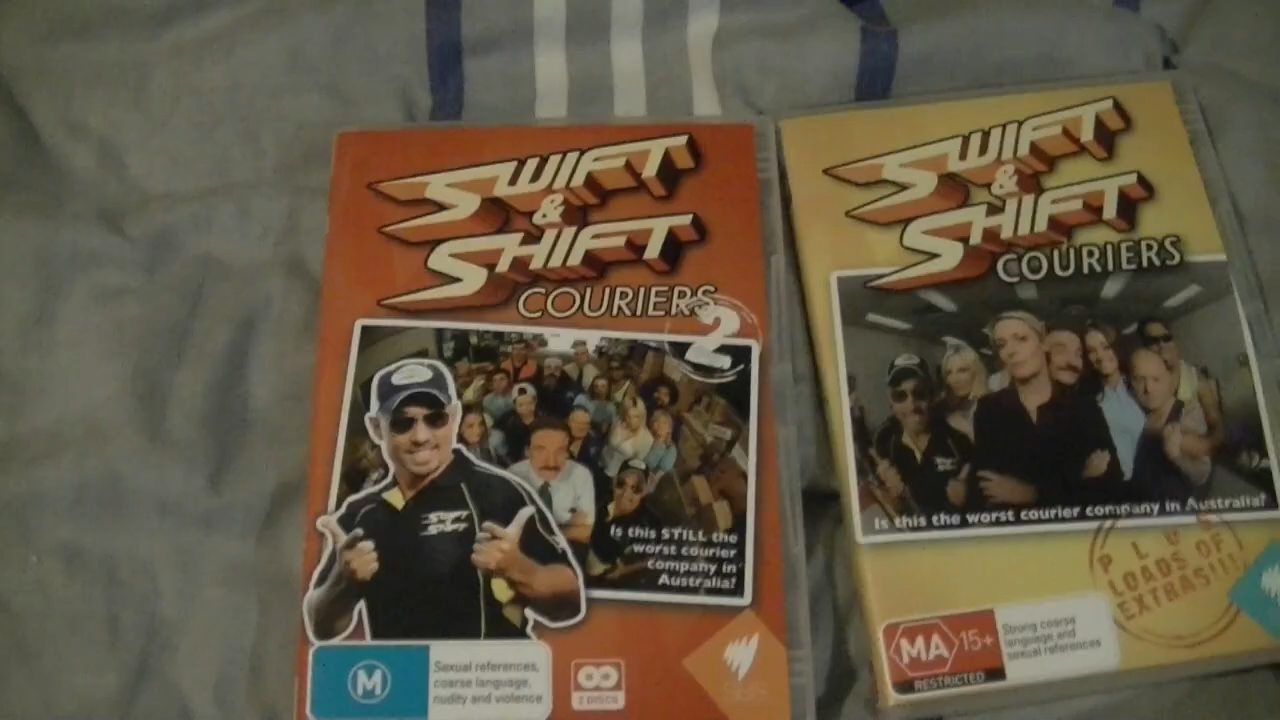 SWIFT
&
SHIFT
COURIERS
2
SWIFT
SHIFT
Is this STILL the
worst courier
company in
Australia?
M
Sexual references,
coarse language,
nudity and violence
2 DISCS
SWIFT
&
SHIFT
COURIERS
Is this the worst courier company in Australia?
PLUS
LOADS OF
EXTRAS!!!
MA 15+
RESTRICTED
Strong coarse
language and
sexual references